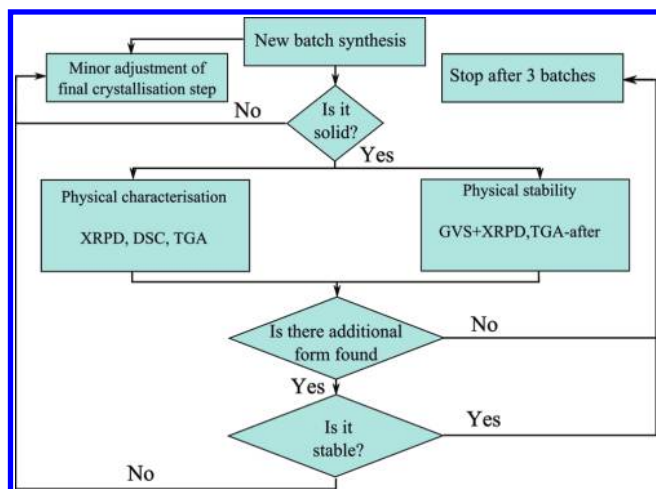 New batch synthesis
Minor adjustment of
final crystallisation step
Stop after 3 batches
Is it
solid?
No
Yes
Physical characterisation
XRPD, DSC, TGA
Physical stability
GVS+XRPD,TGA-after
Is there additional
form found
No
Yes
Is it
stable?
Yes
No